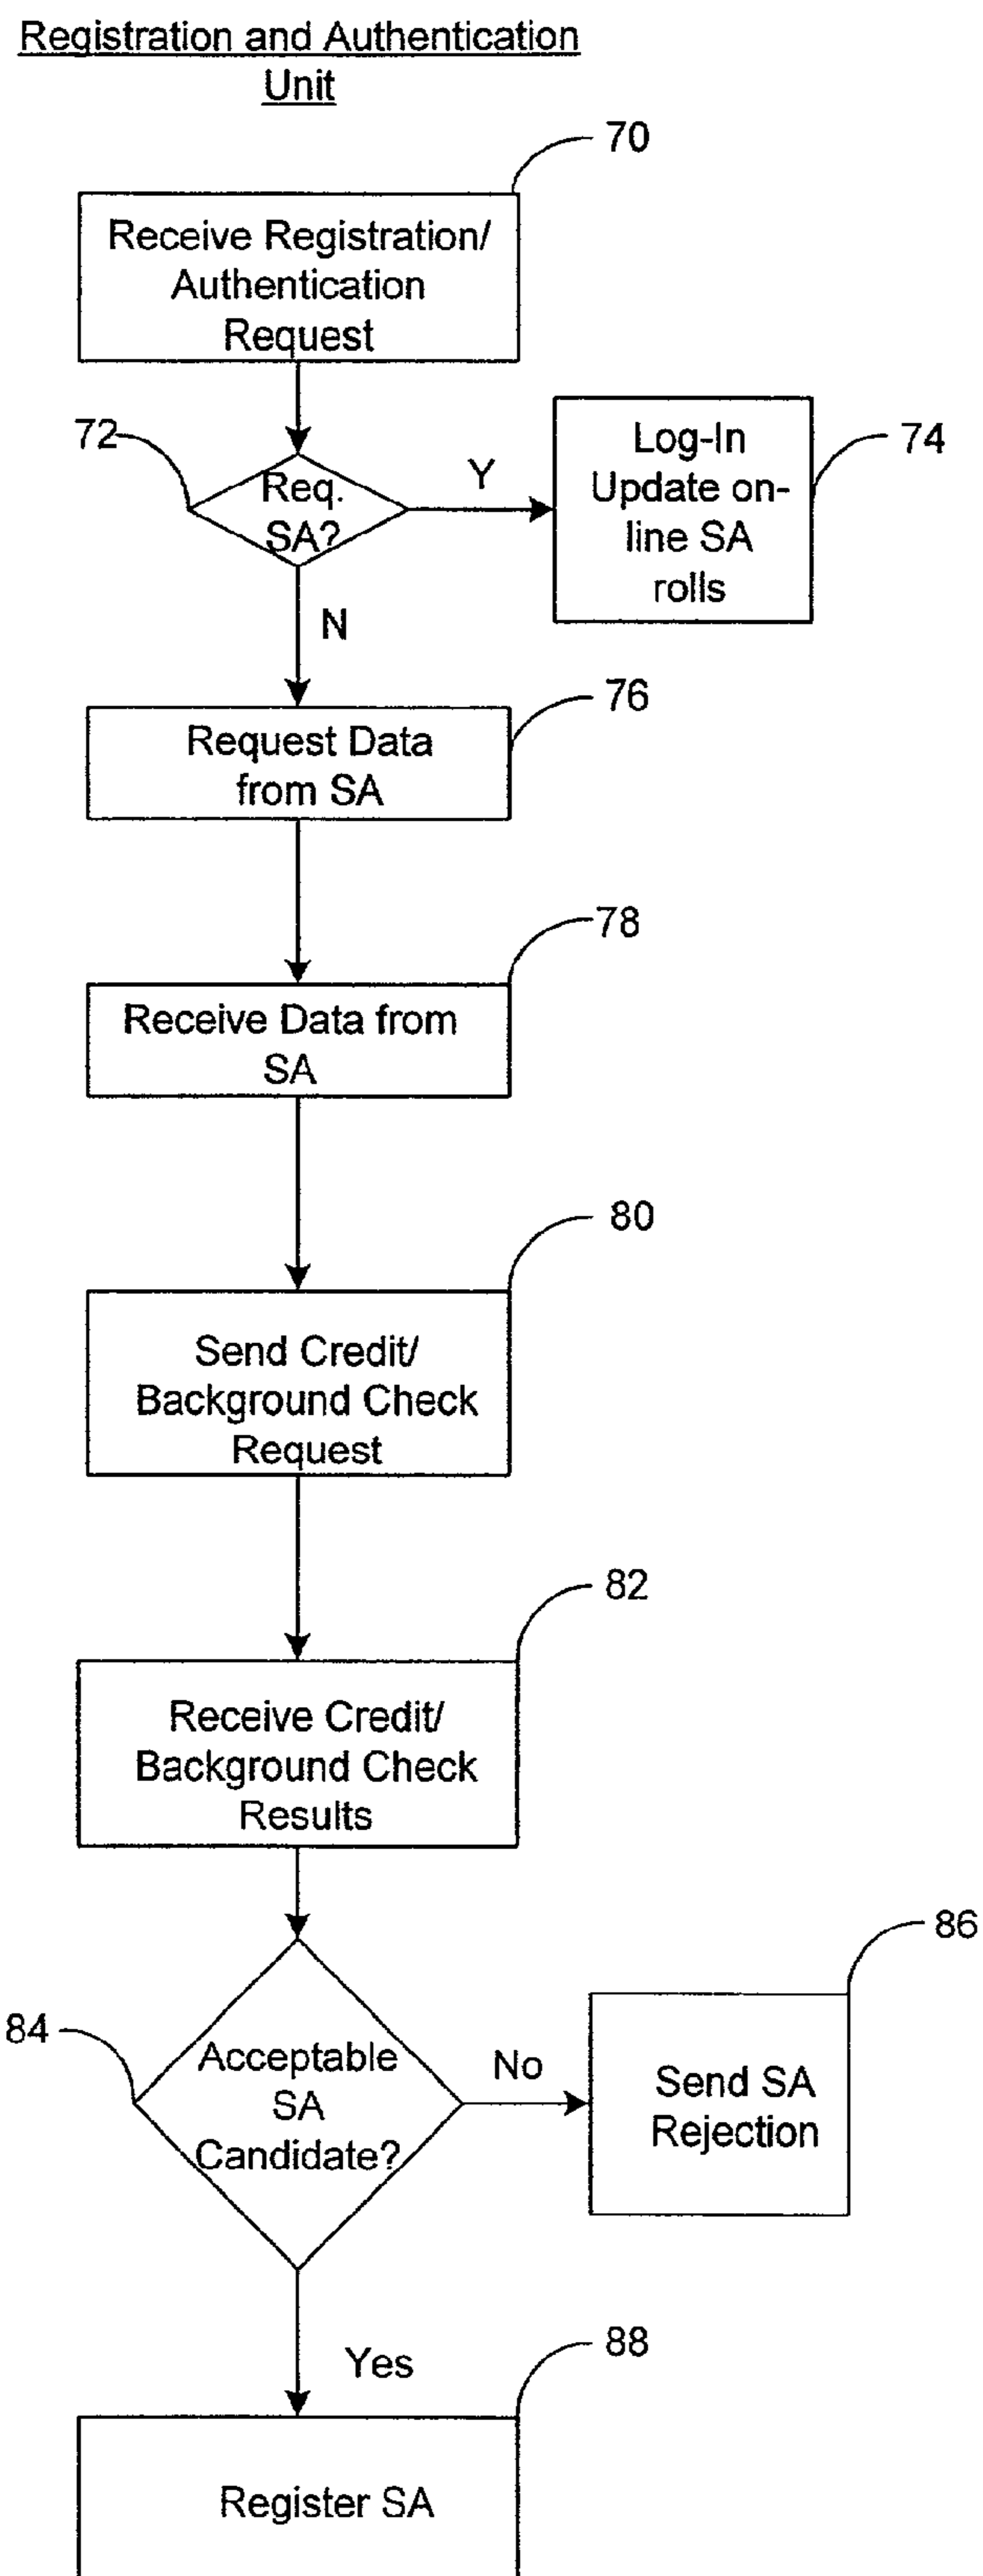 Registration and Authentication
Unit
70
Receive Registration/
Authentication
Request
72
Req.
SA?
Y
Log-In
Update on-
line SA
rolls
74
N
76
Request Data
from SA
78
Receive Data from
SA
80
Send Credit/
Background Check
Request
82
Receive Credit/
Background Check
Results
84
Acceptable
SA
Candidate?
No
86
Send SA
Rejection
Yes
88
Register SA